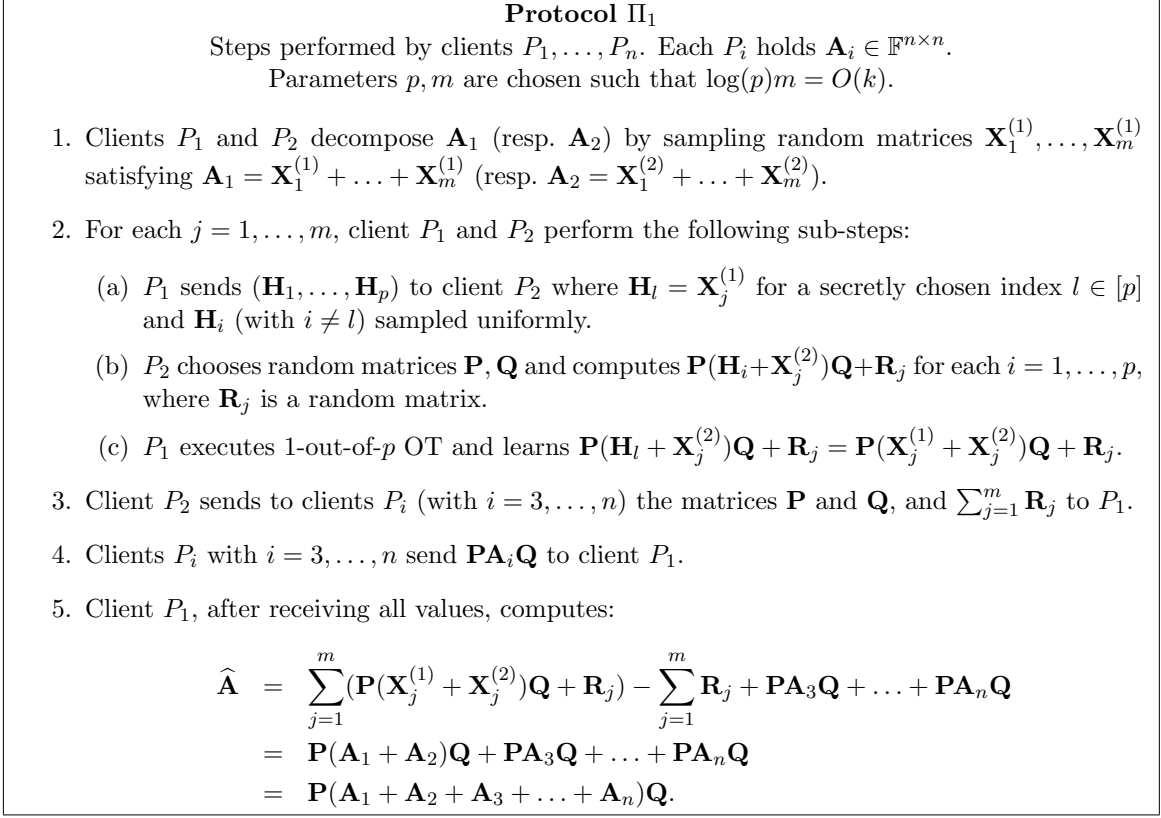 Protocol Π₁
Steps performed by clients P₁, . . . , Pₙ. Each Pᵢ holds Aᵢ ∈ 𝔽ⁿˣⁿ.
Parameters p, m are chosen such that log(p)m = O(k).
1. Clients P₁ and P₂ decompose A₁ (resp. A₂) by sampling random matrices X₁⁽¹⁾, . . . , Xₘ⁽¹⁾
satisfying A₁ = X₁⁽¹⁾ + . . . + Xₘ⁽¹⁾ (resp. A₂ = X₁⁽²⁾ + . . . + Xₘ⁽²⁾).
2. For each j = 1, . . . , m, client P₁ and P₂ perform the following sub-steps:
(a) P₁ sends (H₁, . . . , Hₚ) to client P₂ where Hₗ = Xⱼ⁽¹⁾ for a secretly chosen index l ∈ [p]
and Hᵢ (with i ≠ l) sampled uniformly.
(b) P₂ chooses random matrices P, Q and computes P(Hᵢ+Xⱼ⁽²⁾)Q+Rⱼ for each i = 1, . . . , p,
where Rⱼ is a random matrix.
(c) P₁ executes 1-out-of-p OT and learns P(Hₗ + Xⱼ⁽²⁾)Q + Rⱼ = P(Xⱼ⁽¹⁾ + Xⱼ⁽²⁾)Q + Rⱼ.
3. Client P₂ sends to clients Pᵢ (with i = 3, . . . , n) the matrices P and Q, and ∑ⱼ₌₁ᵐ Rⱼ to P₁.
4. Clients Pᵢ with i = 3, . . . , n send PAᵢQ to client P₁.
5. Client P₁, after receiving all values, computes:
Â = ∑ⱼ₌₁ᵐ (P(Xⱼ⁽¹⁾ + Xⱼ⁽²⁾)Q + Rⱼ) − ∑ⱼ₌₁ᵐ Rⱼ + PA₃Q + . . . + PAₙQ
= P(A₁ + A₂)Q + PA₃Q + . . . + PAₙQ
= P(A₁ + A₂ + A₃ + . . . + Aₙ)Q.